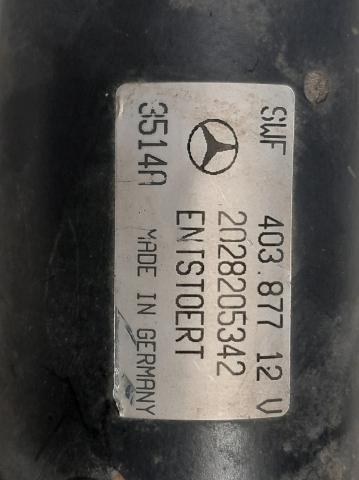 SWF 403.877 12 V
2028205342
ENTSTOERT
3514A MADE IN GERMANY